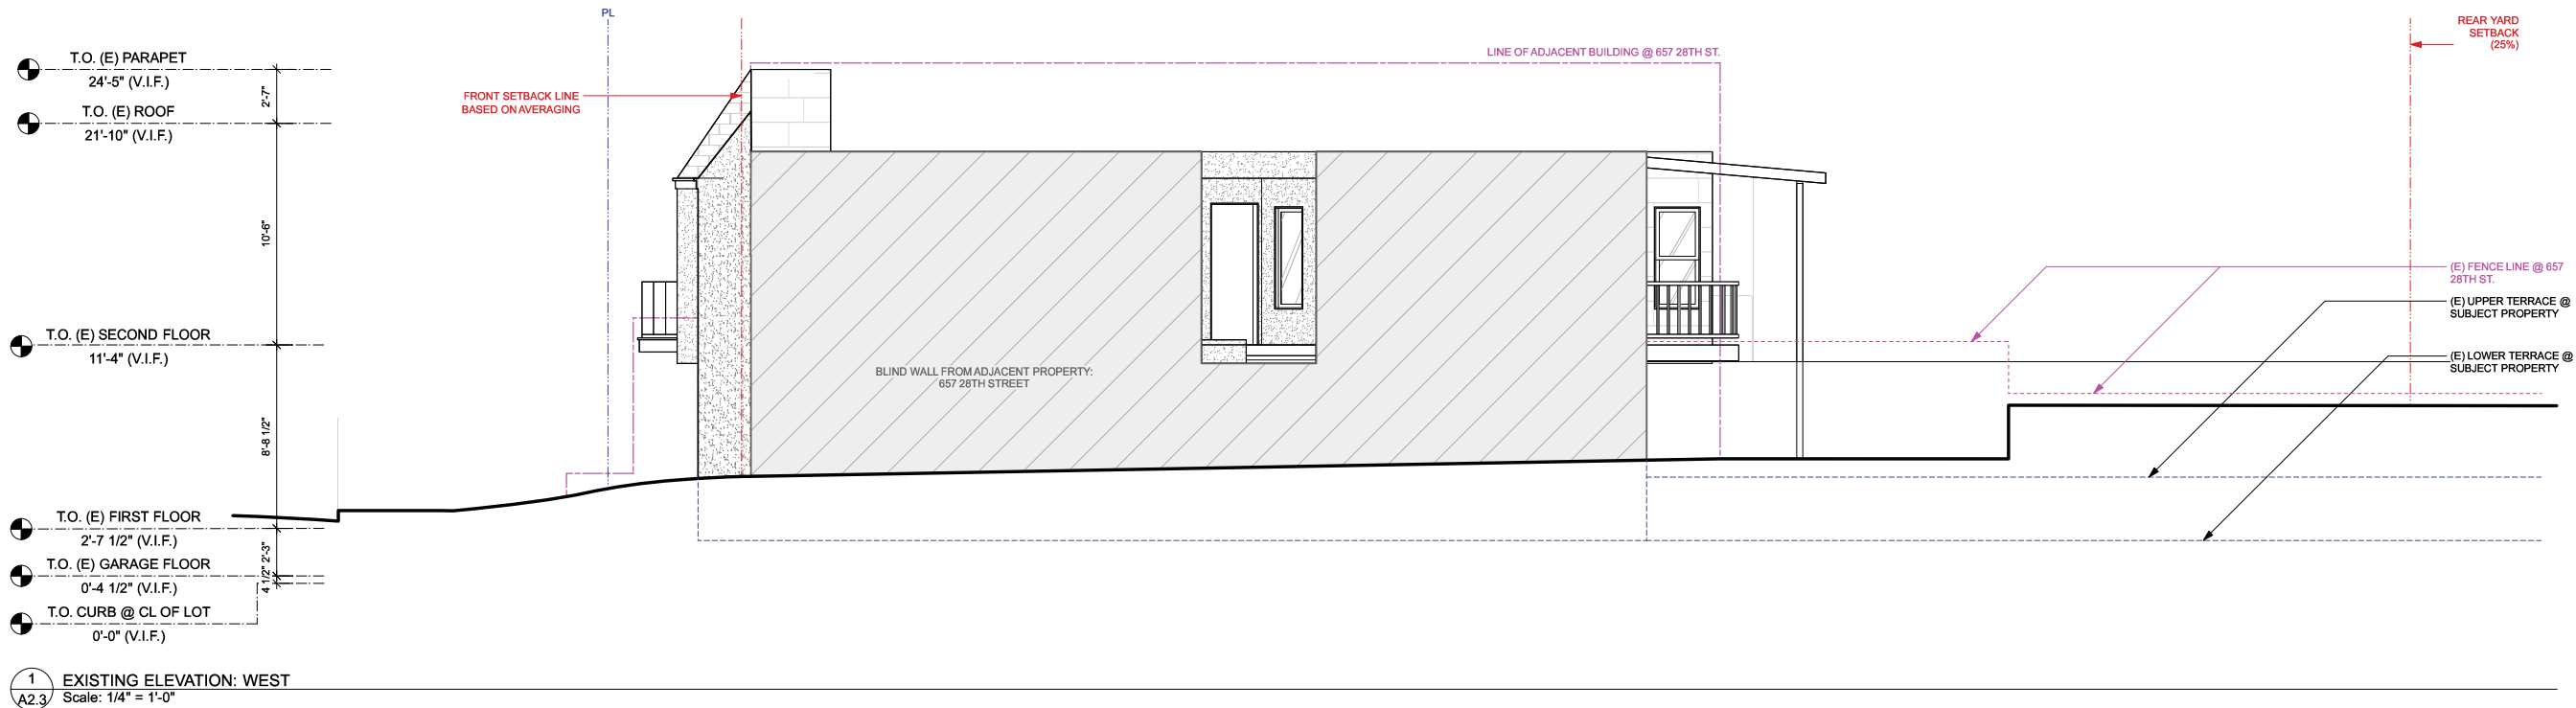 PL
REAR YARD
SETBACK
(25%)
LINE OF ADJACENT BUILDING @ 657 28TH ST.
T.O. (E) PARAPET
24'-5" (V.I.F.)
2'-7"
FRONT SETBACK LINE
BASED ON AVERAGING
T.O. (E) ROOF
21'-10" (V.I.F.)
10'-6"
(E) FENCE LINE @ 657
28TH ST.
(E) UPPER TERRACE @
SUBJECT PROPERTY
T.O. (E) SECOND FLOOR
11'-4" (V.I.F.)
(E) LOWER TERRACE @
SUBJECT PROPERTY
BLIND WALL FROM ADJACENT PROPERTY:
657 28TH STREET
8'-8 1/2"
T.O. (E) FIRST FLOOR
2'-7 1/2" (V.I.F.)
2'-3"
T.O. (E) GARAGE FLOOR
0'-4 1/2" (V.I.F.)
4 1/2"
T.O. CURB @ CL OF LOT
0'-0" (V.I.F.)
1
A2.3
EXISTING ELEVATION: WEST
Scale: 1/4" = 1'-0"